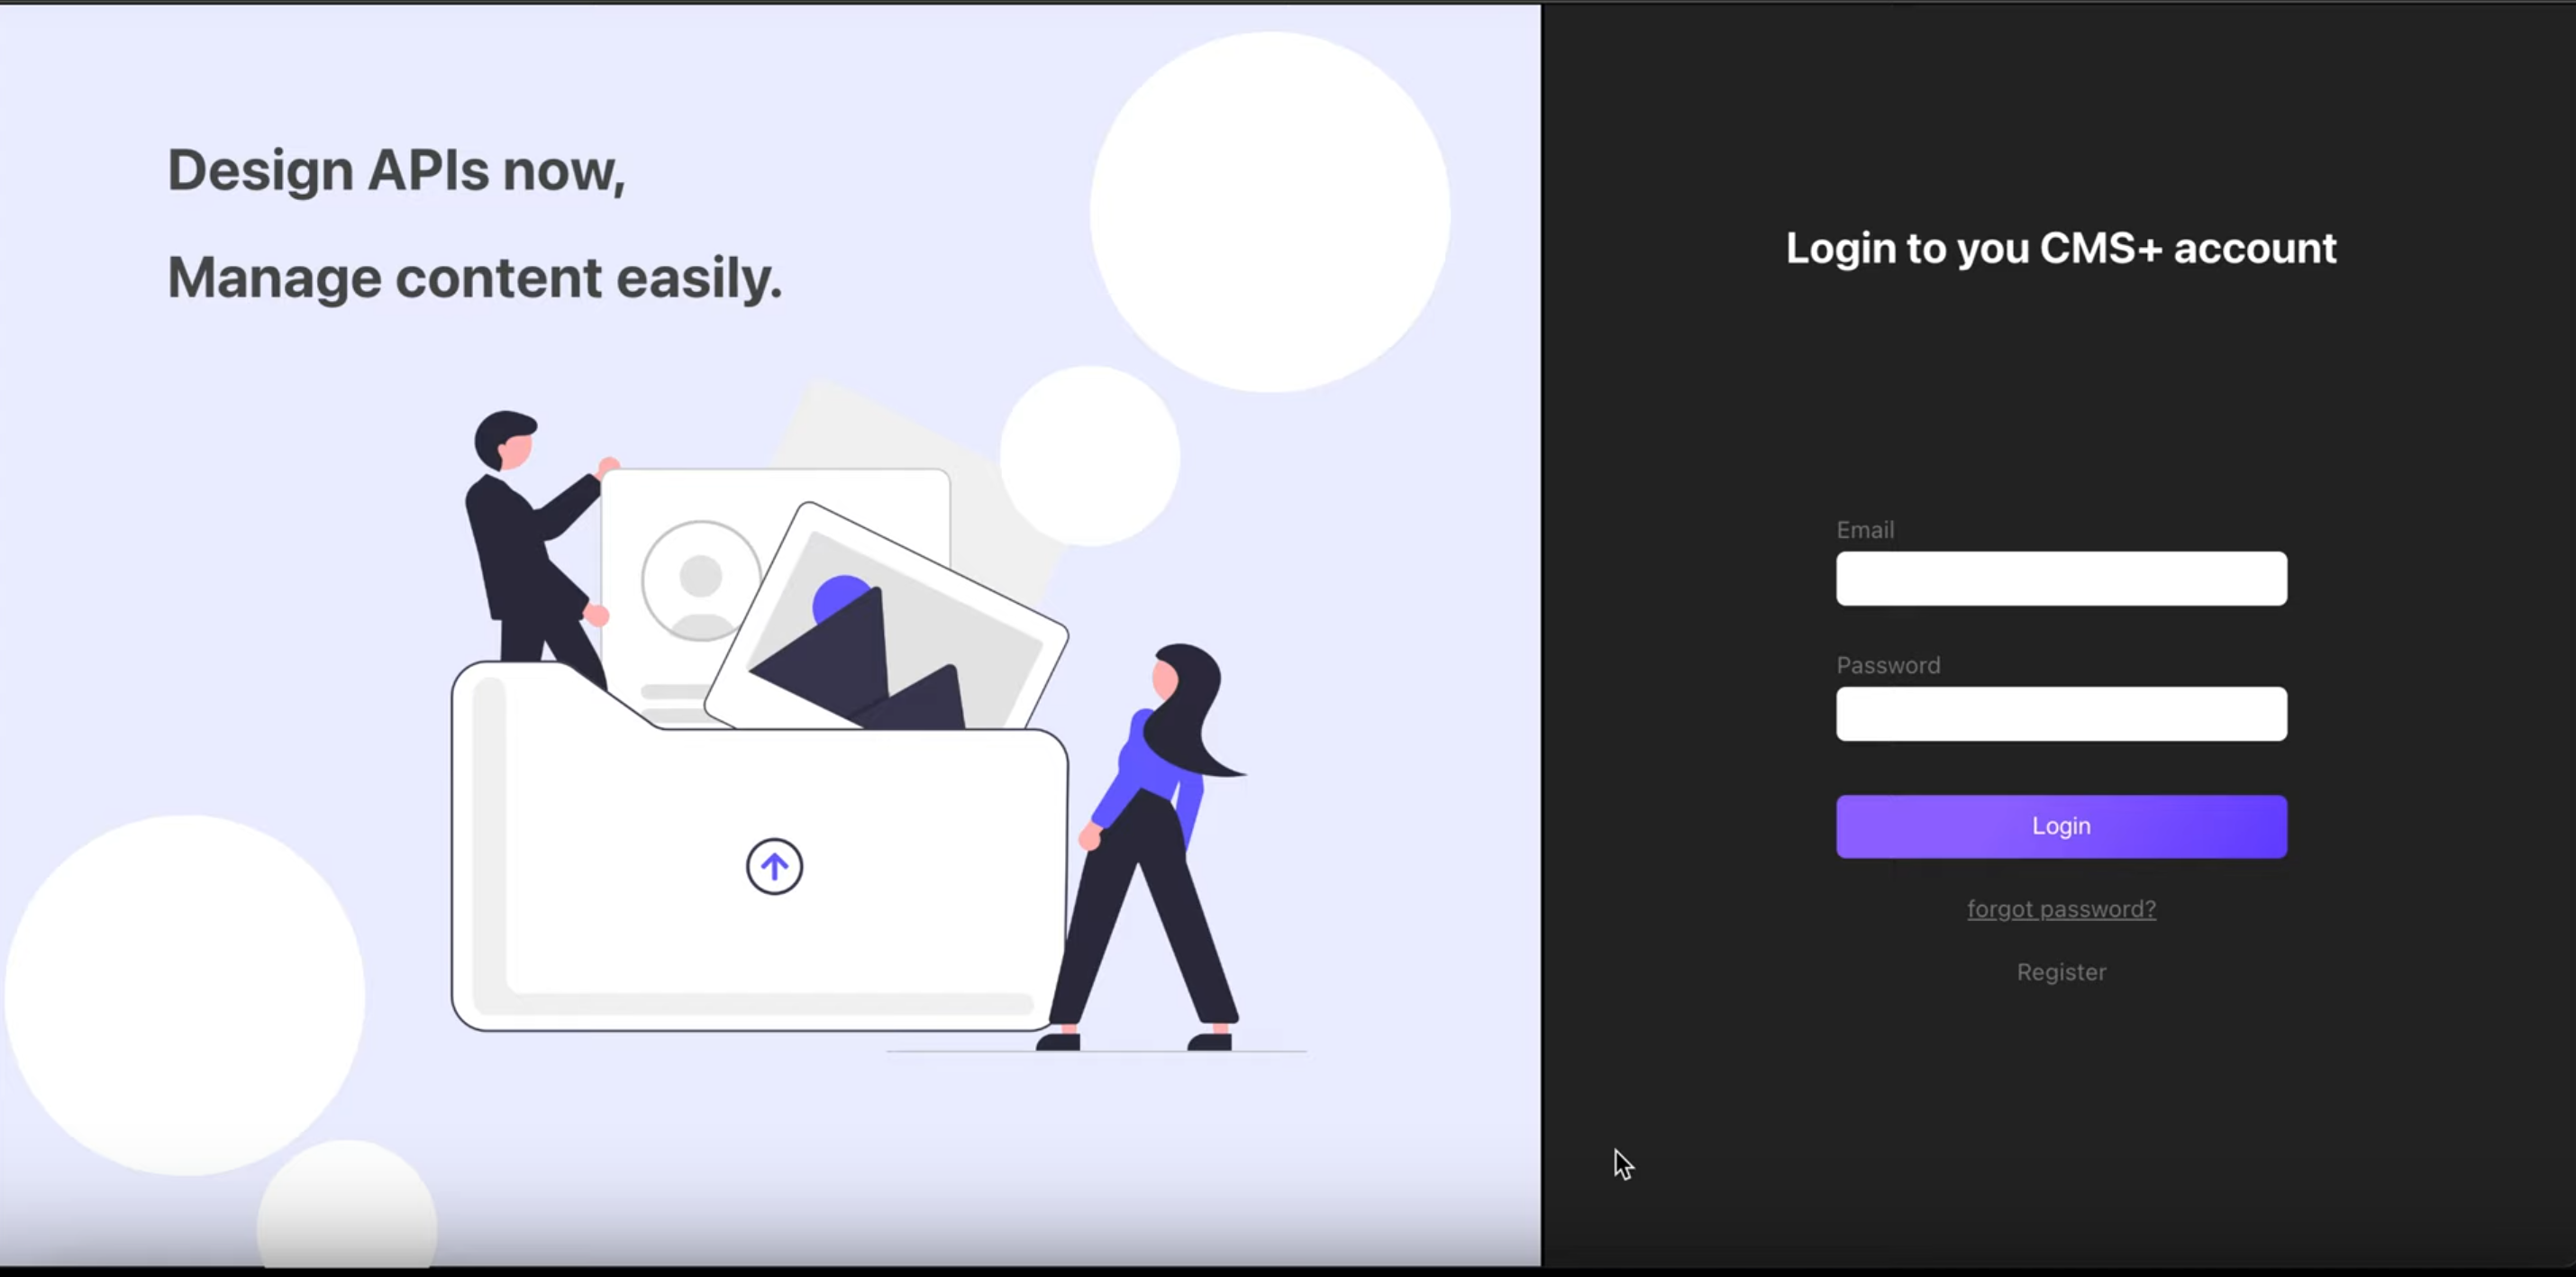 Design APIs now,
Manage content easily.
Login to you CMS+ account
Email
Password
Login
forgot password?
Register